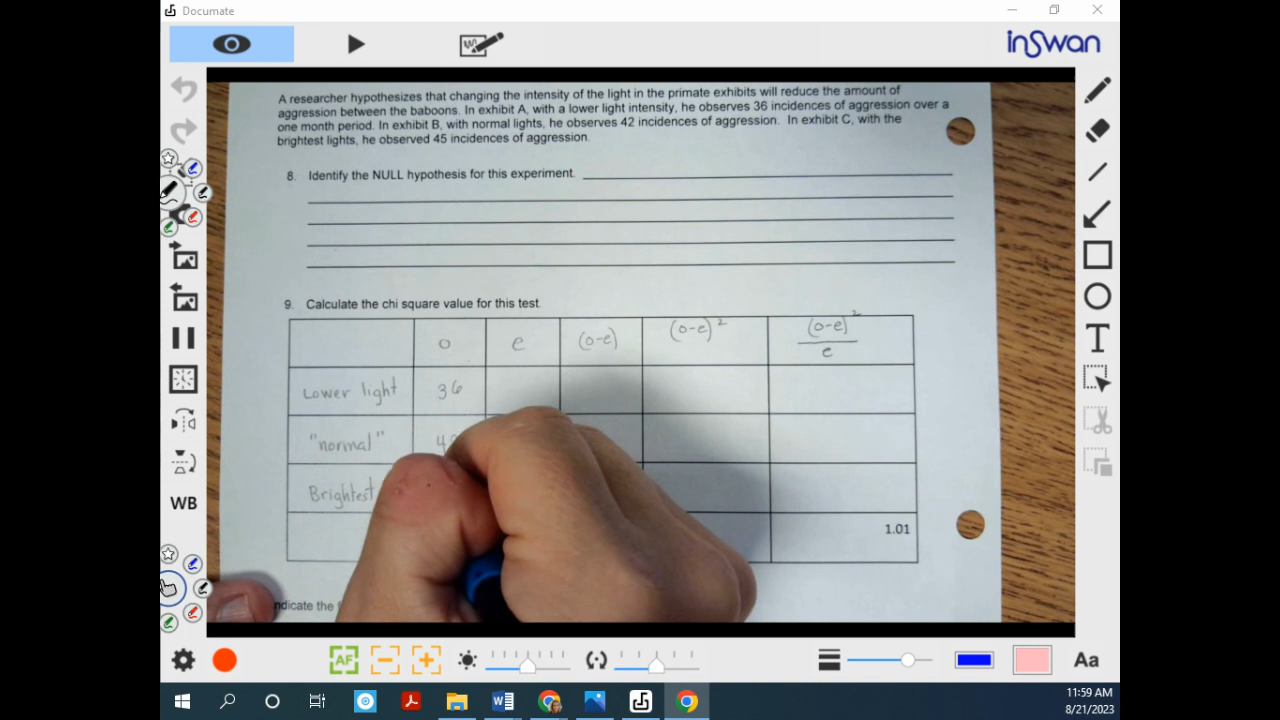 Documate
inSwan
A researcher hypothesizes that changing the intensity of the light in the primate exhibits will reduce the amount of
aggression between the baboons. In exhibit A, with a lower light intensity, he observes 36 incidences of aggression over a
one month period. In exhibit B, with normal lights, he observes 42 incidences of aggression. In exhibit C, with the
brightest lights, he observed 45 incidences of aggression.
8. Identify the NULL hypothesis for this experiment.
9. Calculate the chi square value for this test.
o e (o-e) (o-e)² (o-e)²/e
Lower light 36
"normal" 4
Brightest
1.01
ndicate the
WB
T
AF
Aa
11:59 AM
8/21/2023